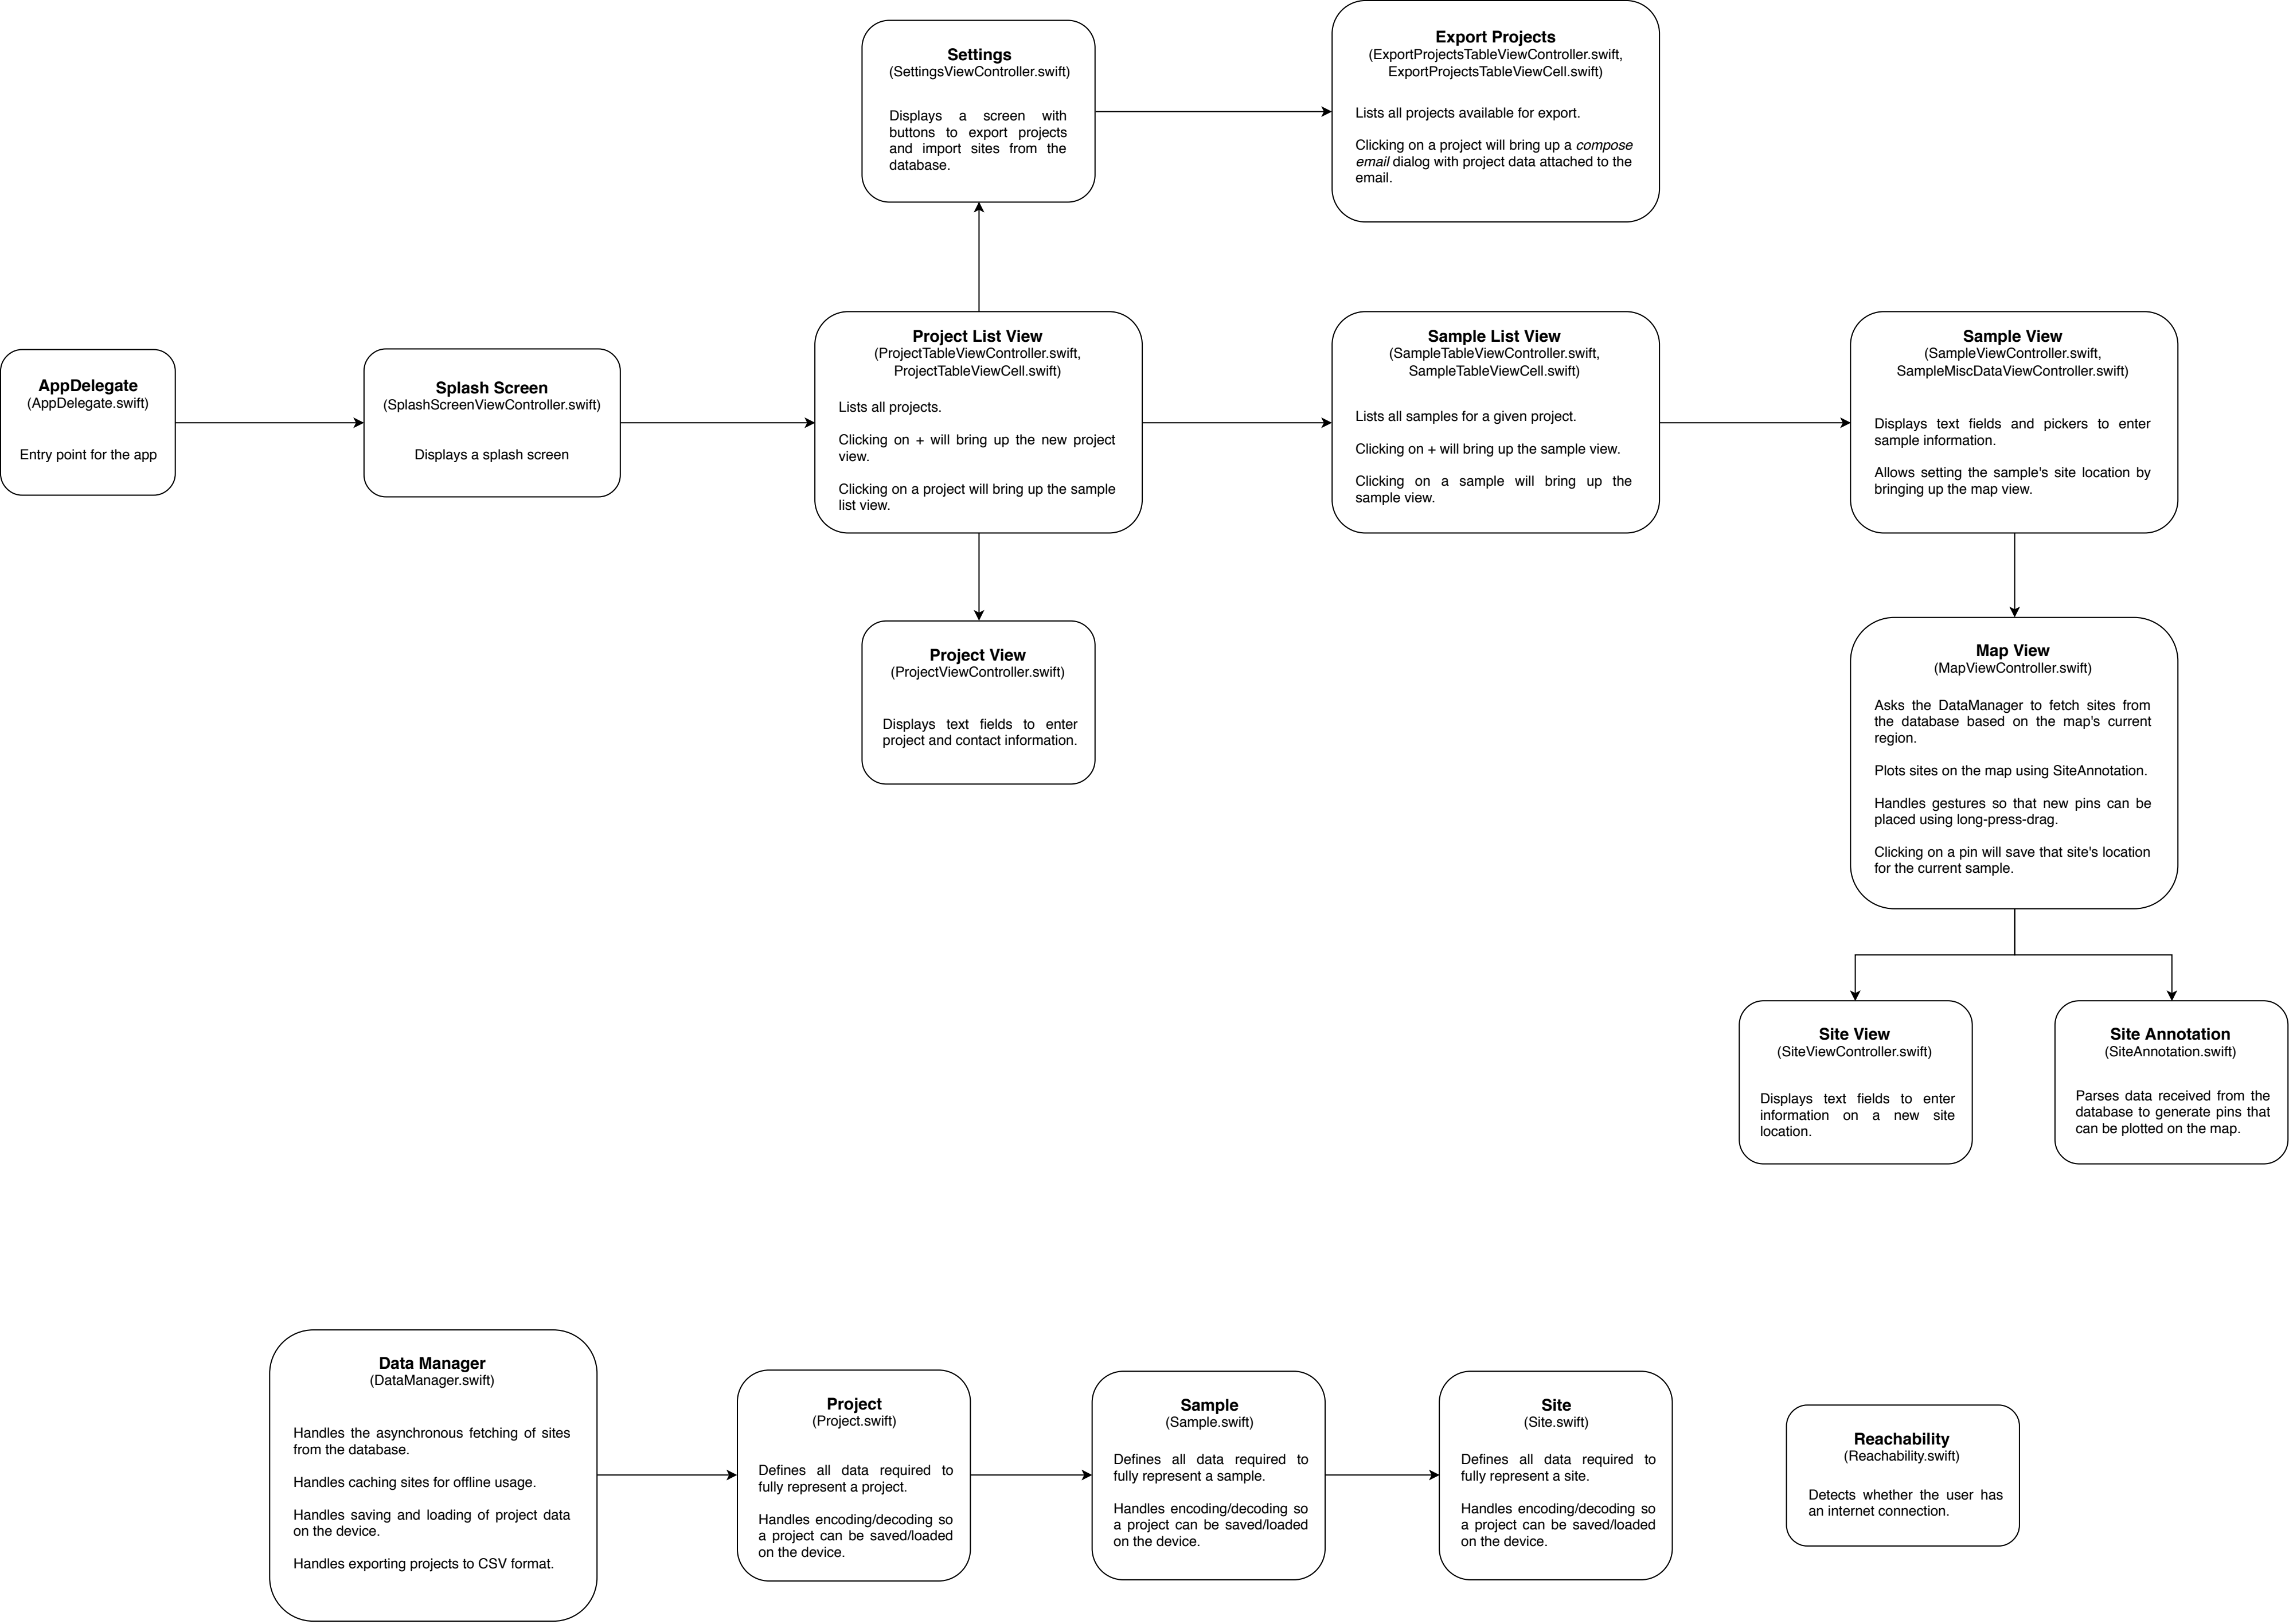 Settings
(SettingsViewController.swift)
Displays a screen with
buttons to export projects
and import sites from the
database.
Export Projects
(ExportProjectsTableViewController.swift,
ExportProjectsTableViewCell.swift)
Lists all projects available for export.
Clicking on a project will bring up a compose
email dialog with project data attached to the
email.
AppDelegate
(AppDelegate.swift)
Entry point for the app
Splash Screen
(SplashScreenViewController.swift)
Displays a splash screen
Project List View
(ProjectTableViewController.swift,
ProjectTableViewCell.swift)
Lists all projects.
Clicking on + will bring up the new project
view.
Clicking on a project will bring up the sample
list view.
Sample List View
(SampleTableViewController.swift,
SampleTableViewCell.swift)
Lists all samples for a given project.
Clicking on + will bring up the sample view.
Clicking on a sample will bring up the
sample view.
Sample View
(SampleViewController.swift,
SampleMiscDataViewController.swift)
Displays text fields and pickers to enter
sample information.
Allows setting the sample's site location by
bringing up the map view.
Project View
(ProjectViewController.swift)
Displays text fields to enter
project and contact information.
Map View
(MapViewController.swift)
Asks the DataManager to fetch sites from
the database based on the map's current
region.
Plots sites on the map using SiteAnnotation.
Handles gestures so that new pins can be
placed using long-press-drag.
Clicking on a pin will save that site's location
for the current sample.
Site View
(SiteViewController.swift)
Displays text fields to enter
information on a new site
location.
Site Annotation
(SiteAnnotation.swift)
Parses data received from the
database to generate pins that
can be plotted on the map.
Data Manager
(DataManager.swift)
Handles the asynchronous fetching of sites
from the database.
Handles caching sites for offline usage.
Handles saving and loading of project data
on the device.
Handles exporting projects to CSV format.
Project
(Project.swift)
Defines all data required to
fully represent a project.
Handles encoding/decoding so
a project can be saved/loaded
on the device.
Sample
(Sample.swift)
Defines all data required to
fully represent a sample.
Handles encoding/decoding so
a project can be saved/loaded
on the device.
Site
(Site.swift)
Defines all data required to
fully represent a site.
Handles encoding/decoding so
a project can be saved/loaded
on the device.
Reachability
(Reachability.swift)
Detects whether the user has
an internet connection.